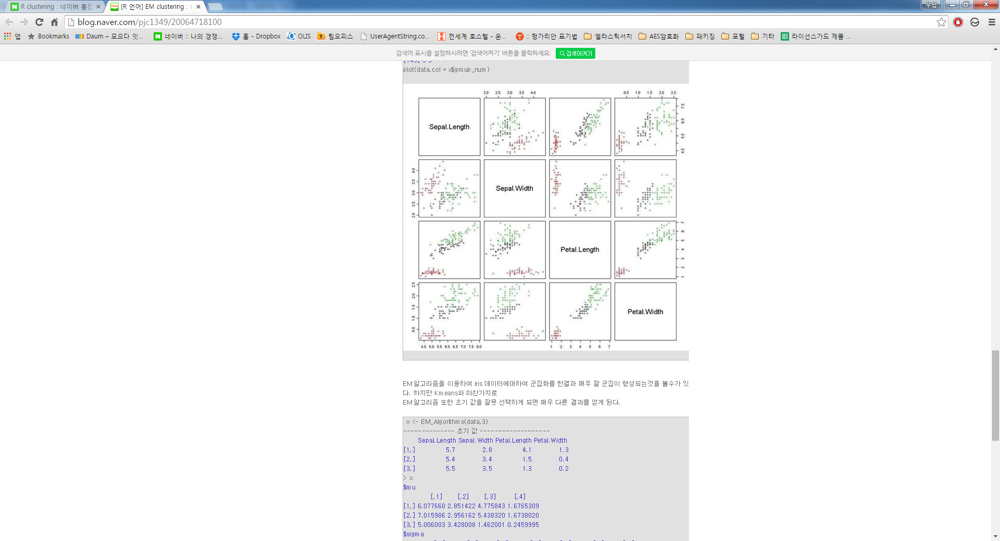 R clustering : 네이버 통합
[R 언어] EM clustering :
우섭
blog.naver.com/pjc1349/20064718100
앱
Bookmarks
Daum – 모으다 잇...
네이버 :: 나의 경쟁...
홈 - Dropbox
OLIS
팀오피스
UserAgentString.co...
전세계 호스텔 - 온...
:: 헝가리안 표기법
엘라스틱서치
AES암호화
패키징
포털
기타
라이선스가드 제품 ...
검색어 표시를 설정하시려면 '검색어켜기' 버튼을 클릭하세요.
검색어켜기
plot(data,col = x$group_num)
2.0 2.5 3.0 3.5 4.0
0.5 1.0 1.5 2.0 2.5
Sepal.Length
4.5 5.5 6.5 7.5
2.0 2.5 3.0 3.5 4.0
Sepal.Width
Petal.Length
1 2 3 4 5 6 7
0.5 1.0 1.5 2.0 2.5
Petal.Width
4.5 5.0 5.5 6.0 6.5 7.0 7.5 8.0
1 2 3 4 5 6 7
EM알고리즘을 이용하여 iris 데이터에대하여 군집화를 한결과 매우 잘 군집이 형성되는것을 볼수가 있
다. 하지만 Kmeans와 마찬가지로
EM알고리즘 또한 초기 값을 잘못 선택하게 되면 매우 다른 결과를 얻게 된다.
x <- EM_Algorithms(data,3)
-------------- 초기 값 -------------------
Sepal.Length Sepal.Width Petal.Length Petal.Width
[1,] 5.7 2.8 4.1 1.3
[2,] 5.4 3.4 1.5 0.4
[3,] 5.5 3.5 1.3 0.2
> x
$mu
[,1] [,2] [,3] [,4]
[1,] 6.077660 2.851422 4.775843 1.6765309
[2,] 7.015986 2.956162 5.438320 1.6738020
[3,] 5.006003 3.428008 1.462001 0.2459995
$sigma